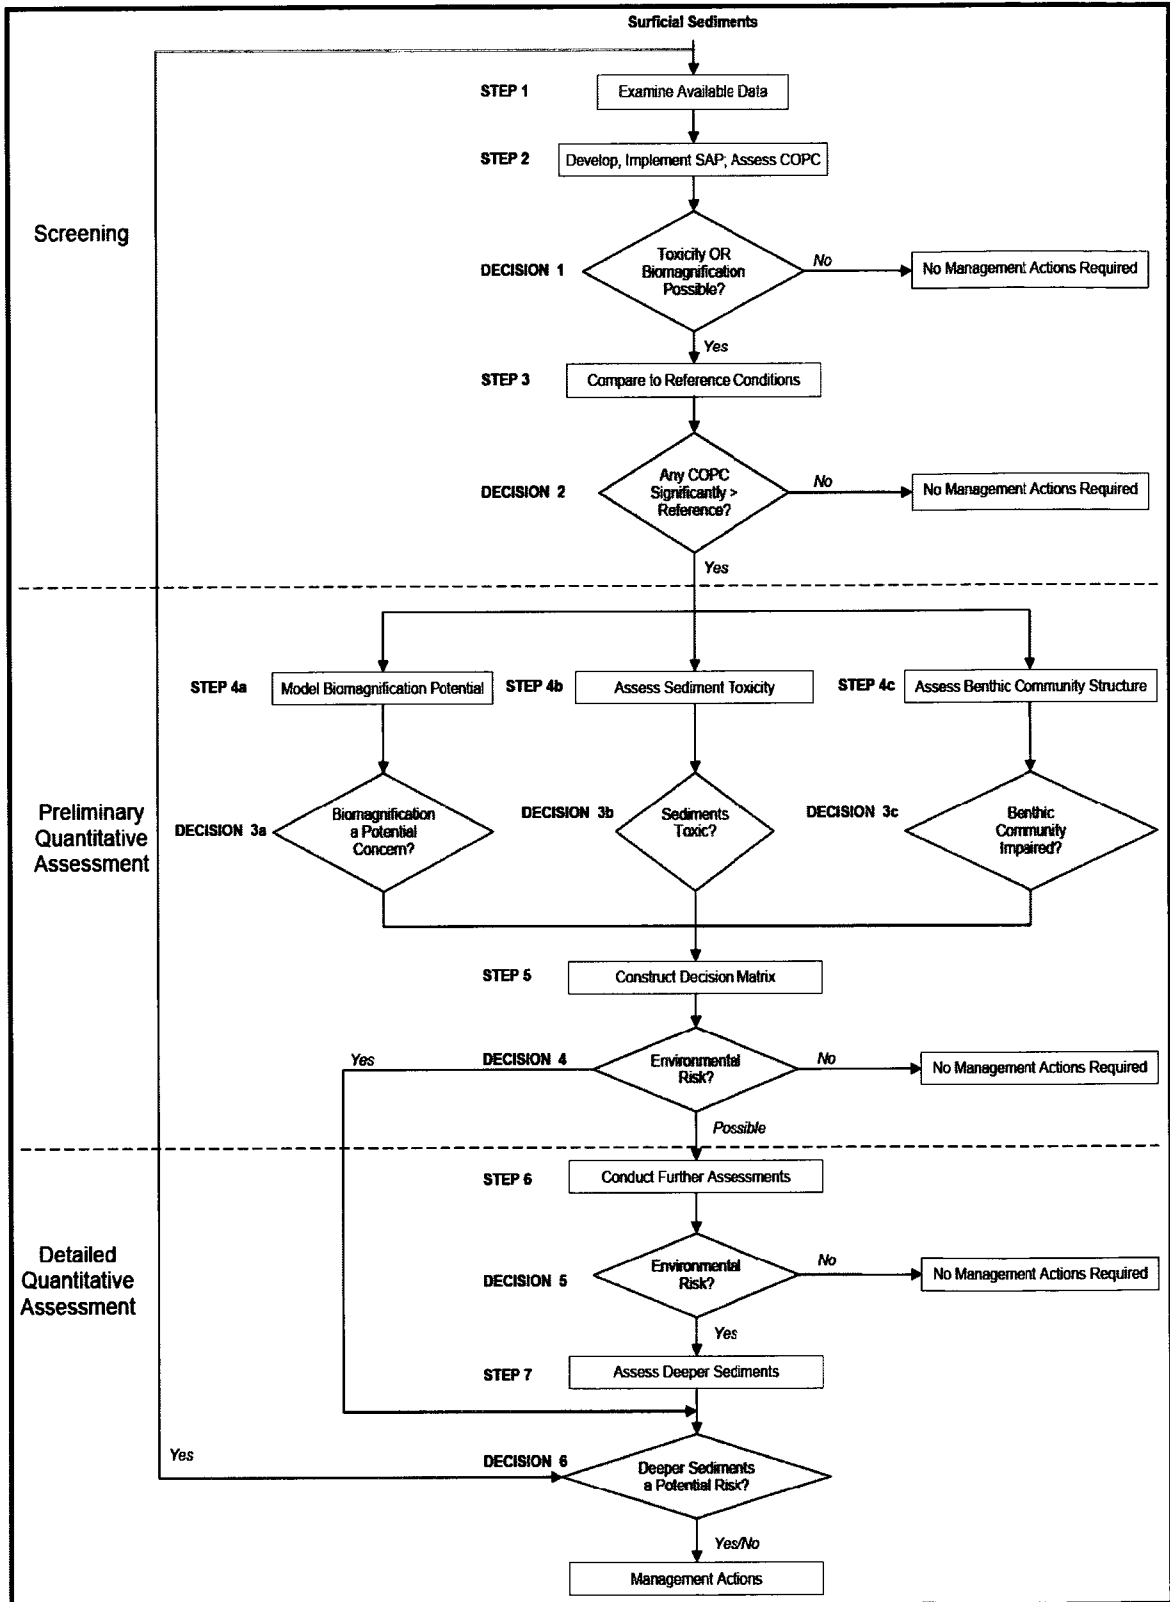 Surficial Sediments
STEP 1
Examine Available Data
STEP 2
Develop, Implement SAP; Assess COPC
Screening
DECISION 1
Toxicity OR
Biomagnification
Possible?
No
No Management Actions Required
Yes
STEP 3
Compare to Reference Conditions
DECISION 2
Any COPC
Significantly >
Reference?
No
No Management Actions Required
Yes
STEP 4a
Model Biomagnification Potential
STEP 4b
Assess Sediment Toxicity
STEP 4c
Assess Benthic Community Structure
Preliminary
Quantitative
Assessment
DECISION 3a
Biomagnification
a Potential
Concern?
DECISION 3b
Sediments
Toxic?
DECISION 3c
Benthic
Community
Impaired?
STEP 5
Construct Decision Matrix
Yes
DECISION 4
Environmental
Risk?
No
No Management Actions Required
Possible
STEP 6
Conduct Further Assessments
Detailed
Quantitative
Assessment
DECISION 5
Environmental
Risk?
No
No Management Actions Required
Yes
STEP 7
Assess Deeper Sediments
Yes
DECISION 6
Deeper Sediments
a Potential Risk?
Yes/No
Management Actions